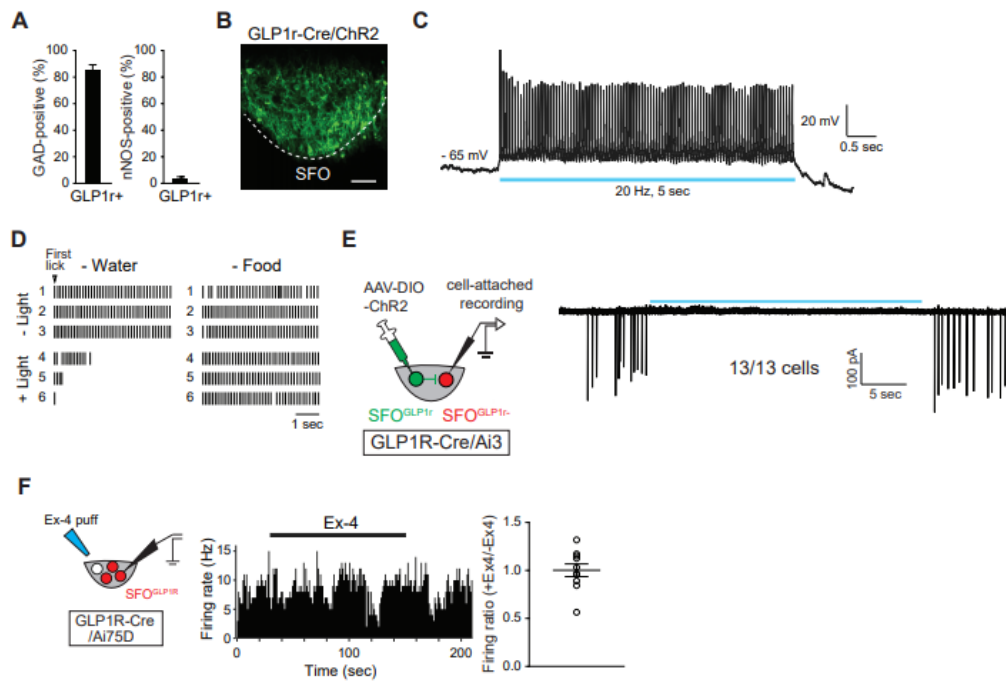 A
GAD-positive (%)
100
80
60
40
20
0
GLP1r+
nNOS-positive (%)
100
80
60
40
20
0
GLP1r+
B
GLP1r-Cre/ChR2
SFO
C
- 65 mV
20 mV
0.5 sec
20 Hz, 5 sec
D
First
lick
- Water
- Food
- Light
1
2
3
+ Light
4
5
6
1
2
3
4
5
6
1 sec
E
AAV-DIO
-ChR2
cell-attached
recording
SFOGLP1r
SFOGLP1r-
GLP1R-Cre/Ai3
13/13 cells
100 pA
5 sec
F
Ex-4 puff
SFOGLP1R
GLP1R-Cre
/Ai75D
Ex-4
Firing rate (Hz)
15
10
5
0
0
100
200
Time (sec)
Firing ratio (+Ex4/-Ex4)
1.5
1.0
0.5
0.0